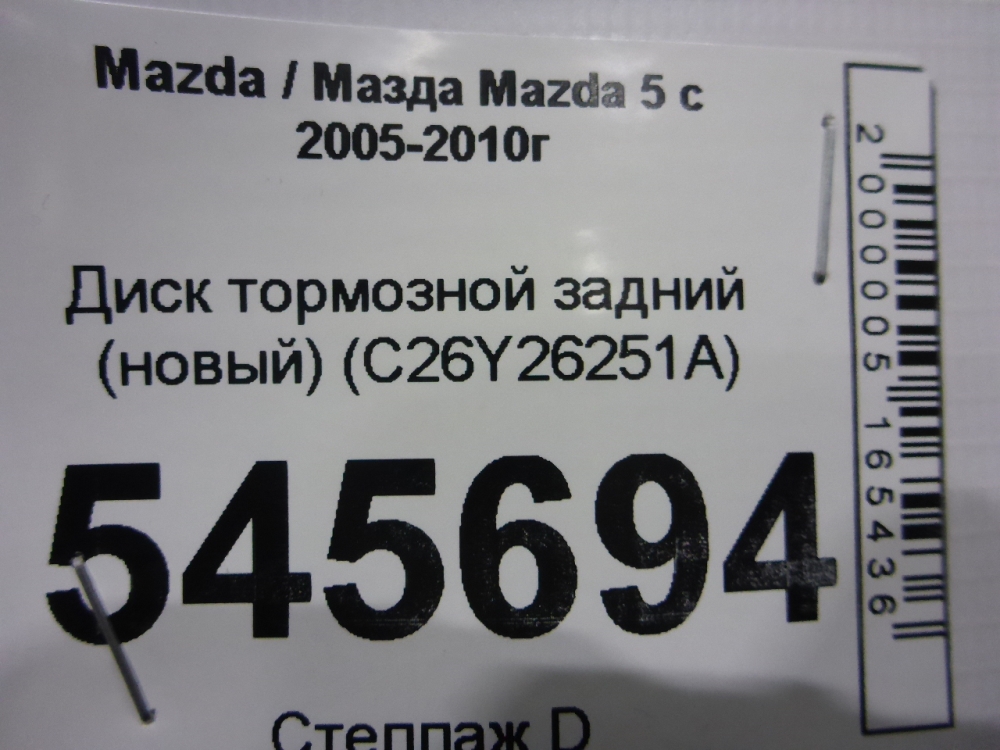 Mazda / Мазда Mazda 5 с
2005-2010г
Диск тормозной задний
(новый) (C26Y26251A)
545694
Стеллаж D
2000005165436